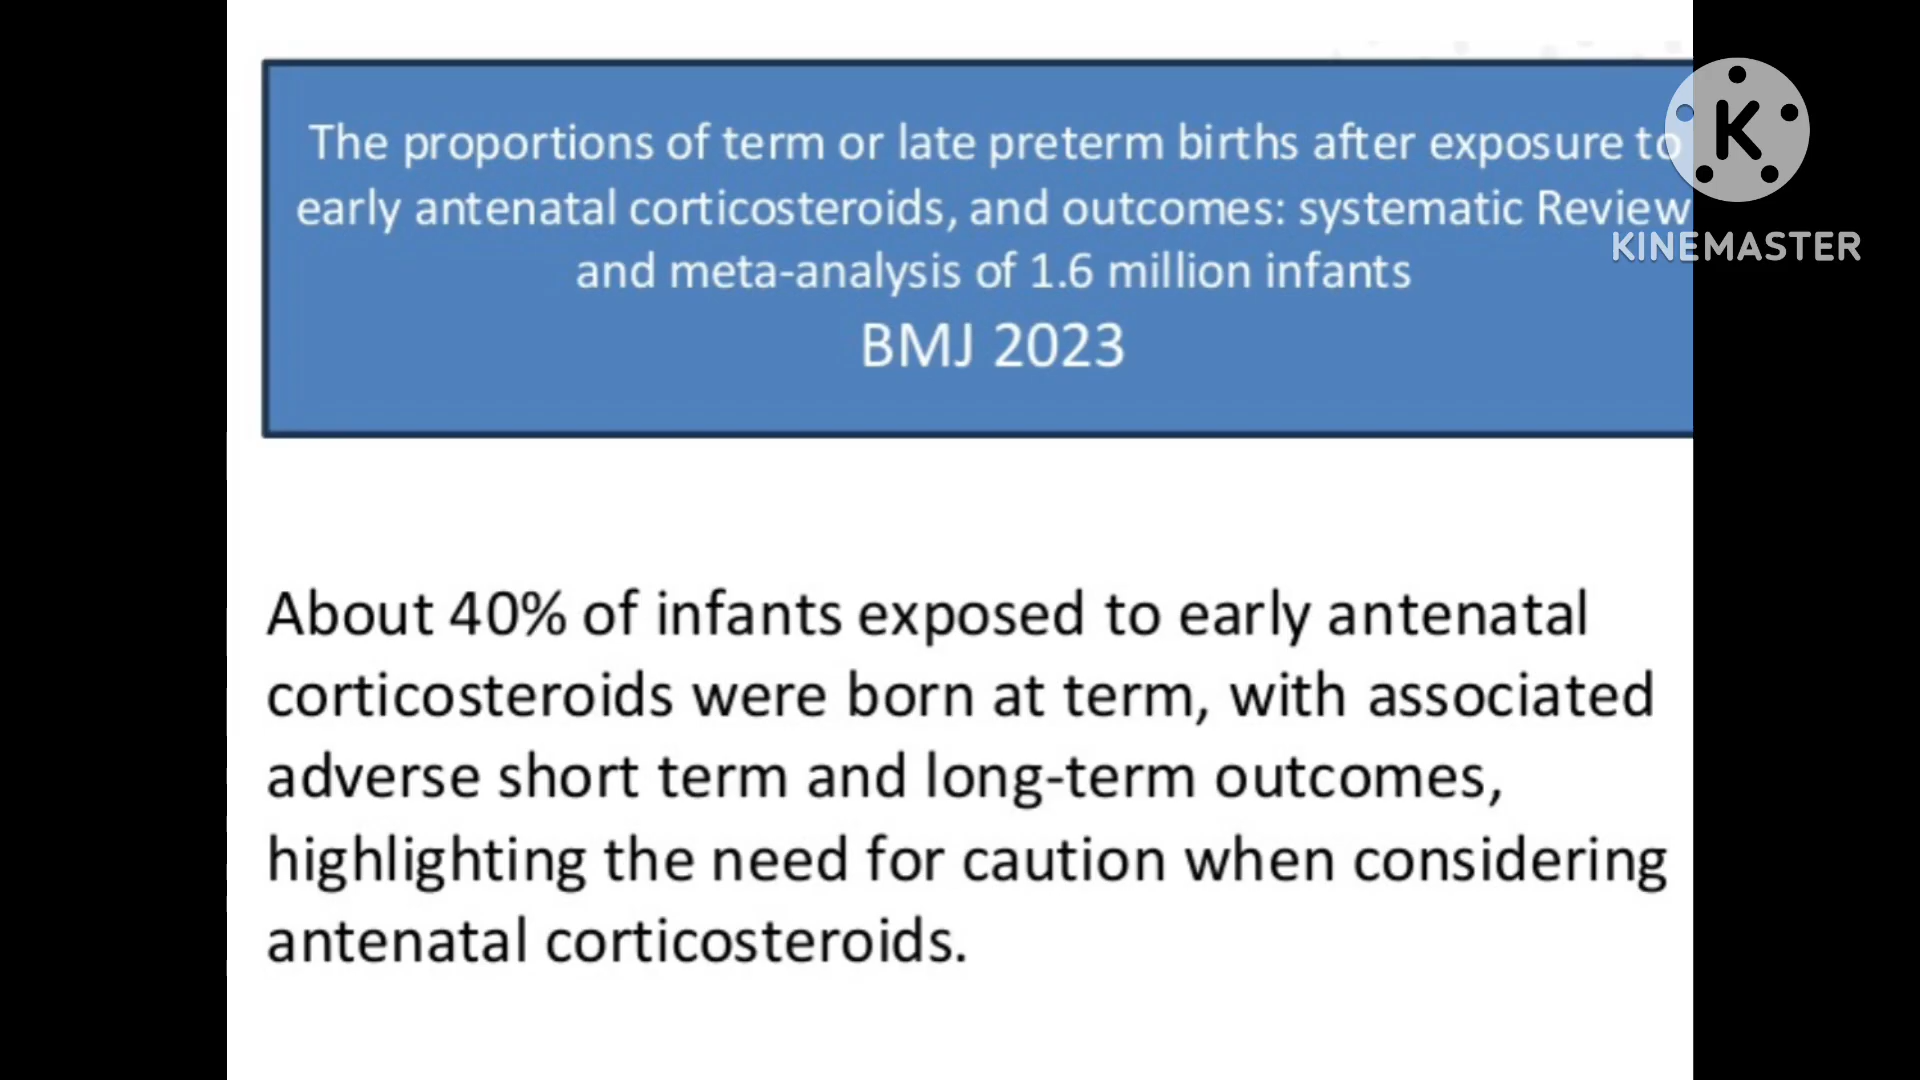 The proportions of term or late preterm births after exposure to
early antenatal corticosteroids, and outcomes: systematic Review
and meta-analysis of 1.6 million infants
BMJ 2023
K
KINEMASTER
About 40% of infants exposed to early antenatal
corticosteroids were born at term, with associated
adverse short term and long-term outcomes,
highlighting the need for caution when considering
antenatal corticosteroids.